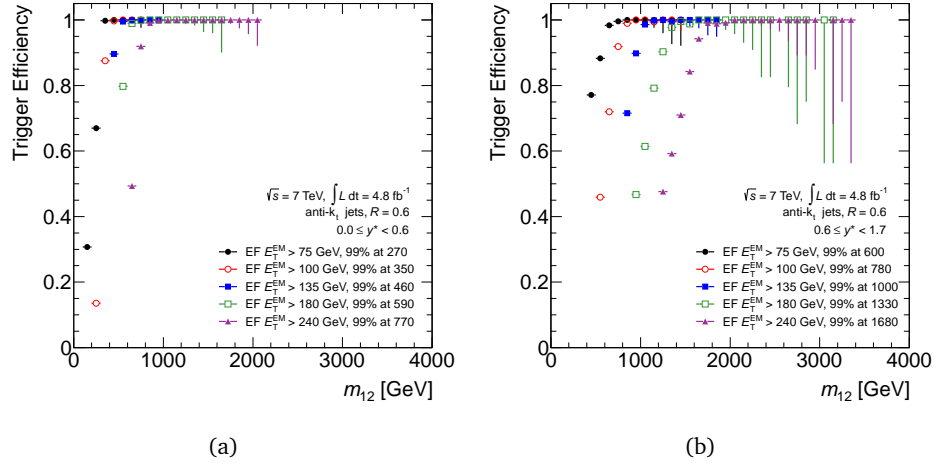 Trigger Efficiency
1
0.8
0.6
0.4
0.2
0
0 1000 2000 3000 4000
m₁₂ [GeV]
√s = 7 TeV, ∫L dt = 4.8 fb⁻¹
anti-kₜ jets, R = 0.6
0.0 ≤ y* < 0.6
EF E_T^EM > 75 GeV, 99% at 270
EF E_T^EM > 100 GeV, 99% at 350
EF E_T^EM > 135 GeV, 99% at 460
EF E_T^EM > 180 GeV, 99% at 590
EF E_T^EM > 240 GeV, 99% at 770
(a)
Trigger Efficiency
1
0.8
0.6
0.4
0.2
0
0 1000 2000 3000 4000
m₁₂ [GeV]
√s = 7 TeV, ∫L dt = 4.8 fb⁻¹
anti-kₜ jets, R = 0.6
0.6 ≤ y* < 1.7
EF E_T^EM > 75 GeV, 99% at 600
EF E_T^EM > 100 GeV, 99% at 780
EF E_T^EM > 135 GeV, 99% at 1000
EF E_T^EM > 180 GeV, 99% at 1330
EF E_T^EM > 240 GeV, 99% at 1680
(b)